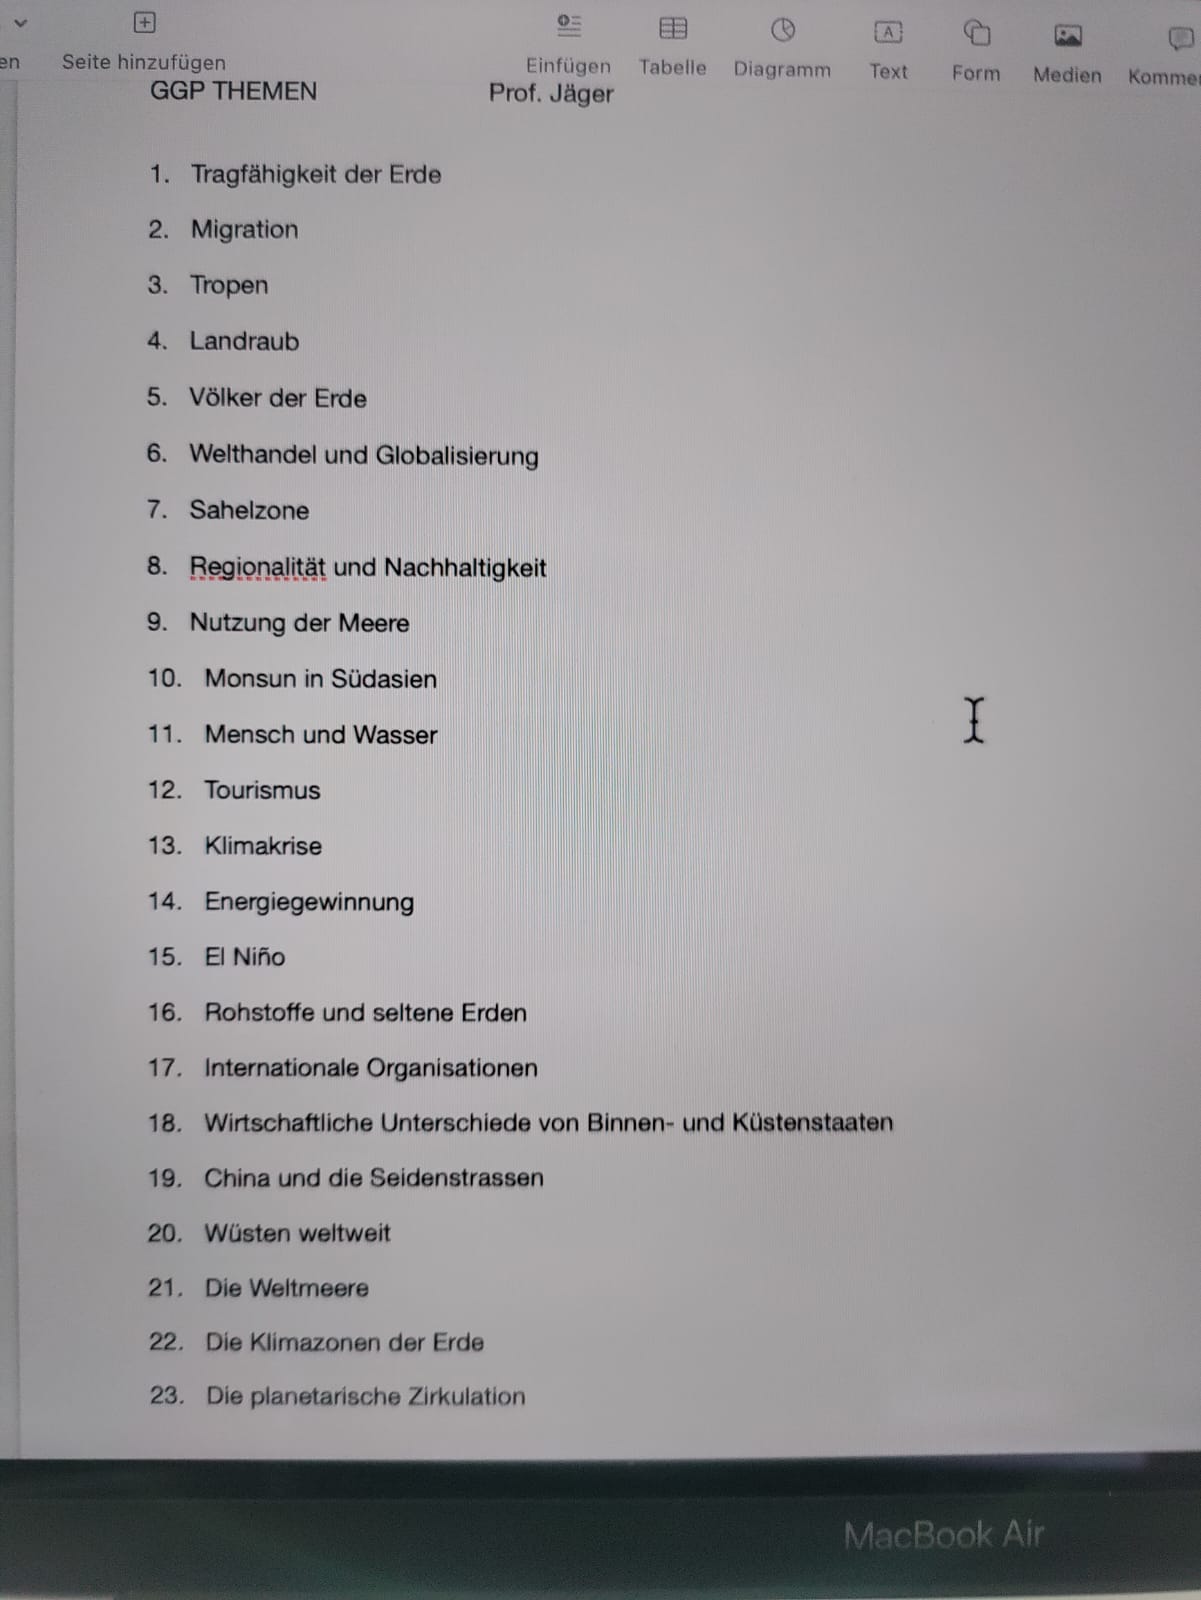 en
Seite hinzufügen
Einfügen
Tabelle
Diagramm
Text
Form
Medien
GGP THEMEN
Prof. Jäger
1. Tragfähigkeit der Erde
2. Migration
3. Tropen
4. Landraub
5. Völker der Erde
6. Welthandel und Globalisierung
7. Sahelzone
8. Regionalität und Nachhaltigkeit
9. Nutzung der Meere
10. Monsun in Südasien
11. Mensch und Wasser
12. Tourismus
13. Klimakrise
14. Energiegewinnung
15. El Niño
16. Rohstoffe und seltene Erden
17. Internationale Organisationen
18. Wirtschaftliche Unterschiede von Binnen- und Küstenstaaten
19. China und die Seidenstrassen
20. Wüsten weltweit
21. Die Weltmeere
22. Die Klimazonen der Erde
23. Die planetarische Zirkulation
MacBook Air